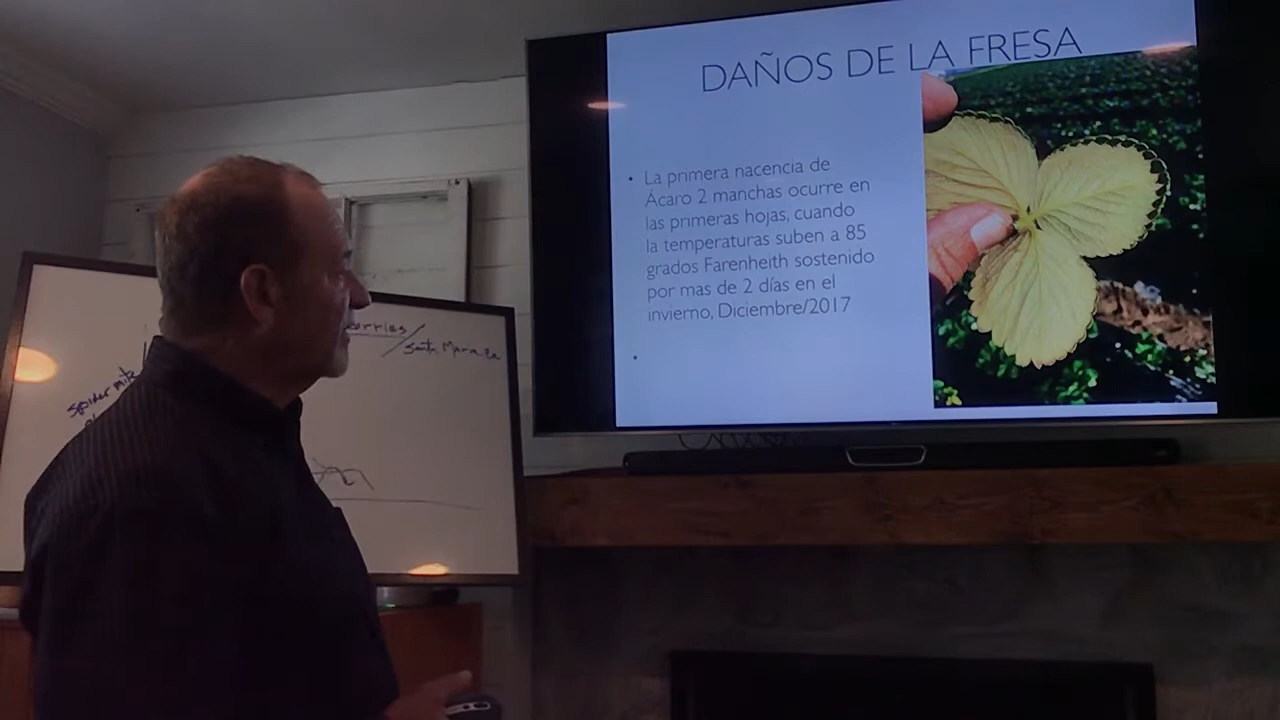 DAÑOS DE LA FRESA
• La primera nacencia de
Ácaro 2 manchas ocurre en
las primeras hojas, cuando
la temperaturas suben a 85
grados Farenheith sostenido
por mas de 2 días en el
invierno, Diciembre/2017
•
berries/
Santa Maria, Ca
spider mite